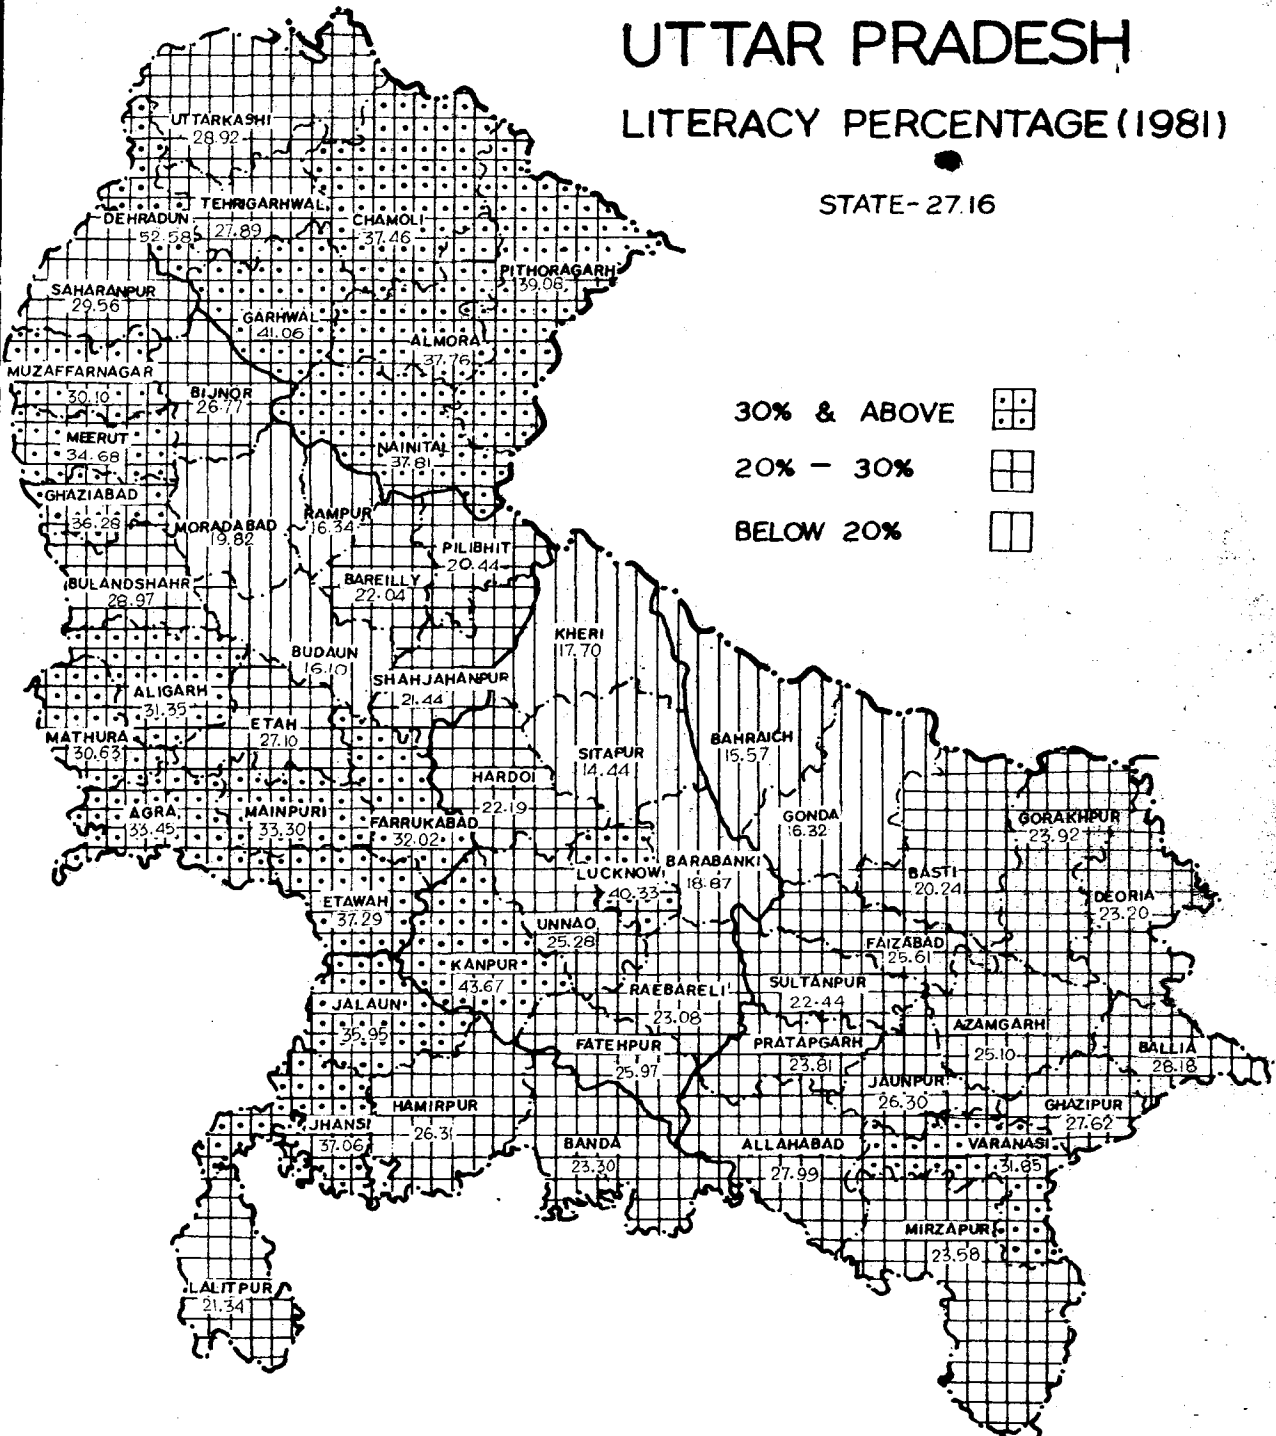 UTTAR PRADESH
LITERACY PERCENTAGE (1981)
STATE- 27.16
UTTARKASHI
28.92
TEHRIGARHWAL
27.89
DEHRADUN
52.58
CHAMOLI
37.46
PITHORAGARH
39.06
SAHARANPUR
29.56
GARHWAL
41.06
ALMORA
37.76
MUZAFFARNAGAR
30.10
BIJNOR
26.77
30% & ABOVE
MEERUT
34.68
NAINITAL
37.81
20% - 30%
GHAZIABAD
36.28
MORADABAD
19.82
RAMPUR
16.34
BELOW 20%
PILIBHIT
20.44
BULANDSHAHR
28.97
BAREILLY
22.04
KHERI
17.70
BUDAUN
16.10
SHAHJAHANPUR
21.44
ALIGARH
31.35
ETAH
27.10
MATHURA
30.63
BAHRAICH
15.57
SITAPUR
14.44
HARDOI
22.19
AGRA
33.45
MAINPURI
33.30
FARRUKABAD
32.02
GONDA
6.32
GORAKHPUR
23.92
LUCKNOW
40.33
BARABANKI
18.87
BASTI
20.24
DEORIA
23.20
ETAWAH
37.29
UNNAO
25.28
FAIZABAD
25.61
KANPUR
43.67
RAEBARELI
23.08
SULTANPUR
22.44
JALAUN
35.95
AZAMGARH
25.10
FATEHPUR
25.97
PRATAPGARH
23.81
BALLIA
28.18
JAUNPUR
26.30
HAMIRPUR
26.31
GHAZIPUR
27.62
JHANSI
37.06
BANDA
23.30
ALLAHABAD
27.99
VARANASI
31.85
MIRZAPUR
23.58
LALITPUR
21.34